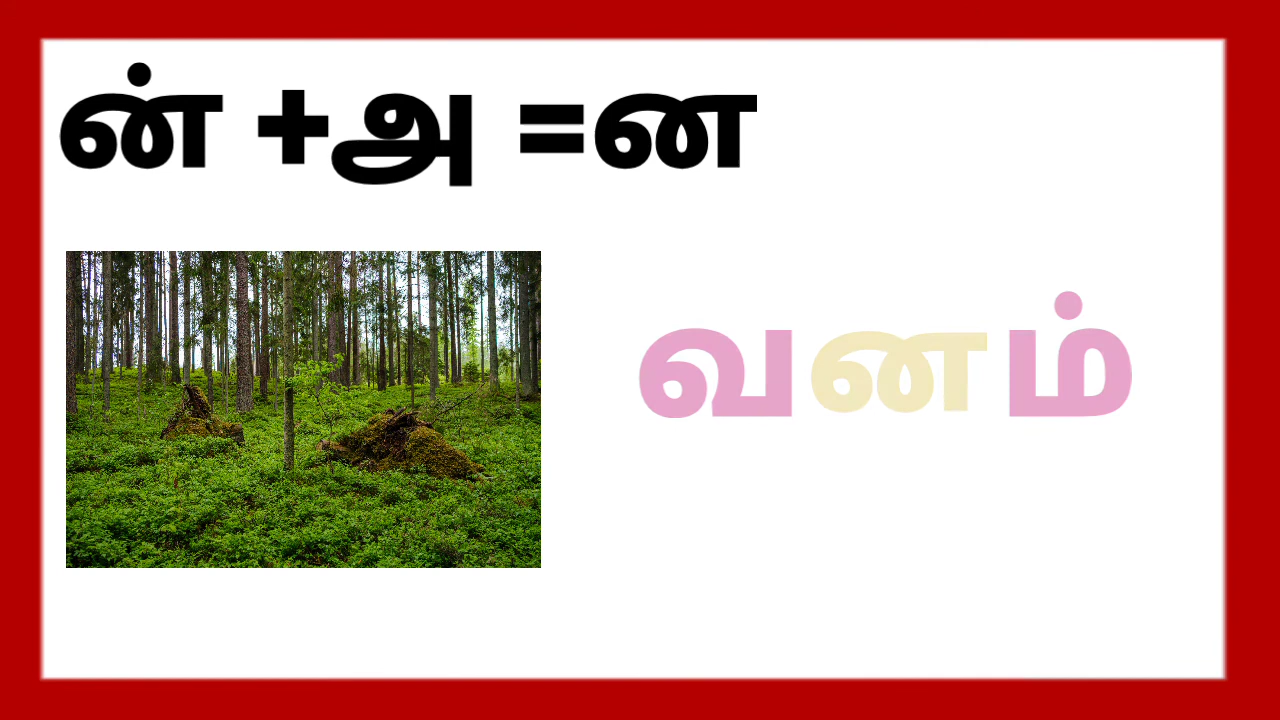 ன் +அ =ன
வனம்